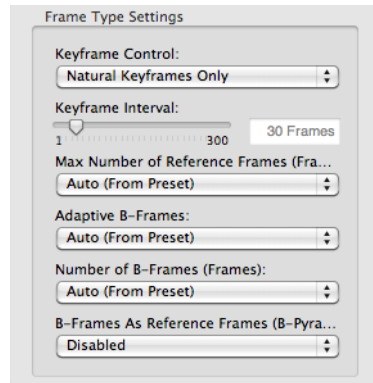 Frame Type Settings
Keyframe Control:
Natural Keyframes Only
Keyframe Interval:
30 Frames
1 300
Max Number of Reference Frames (Fra...
Auto (From Preset)
Adaptive B-Frames:
Auto (From Preset)
Number of B-Frames (Frames):
Auto (From Preset)
B-Frames As Reference Frames (B-Pyra...
Disabled